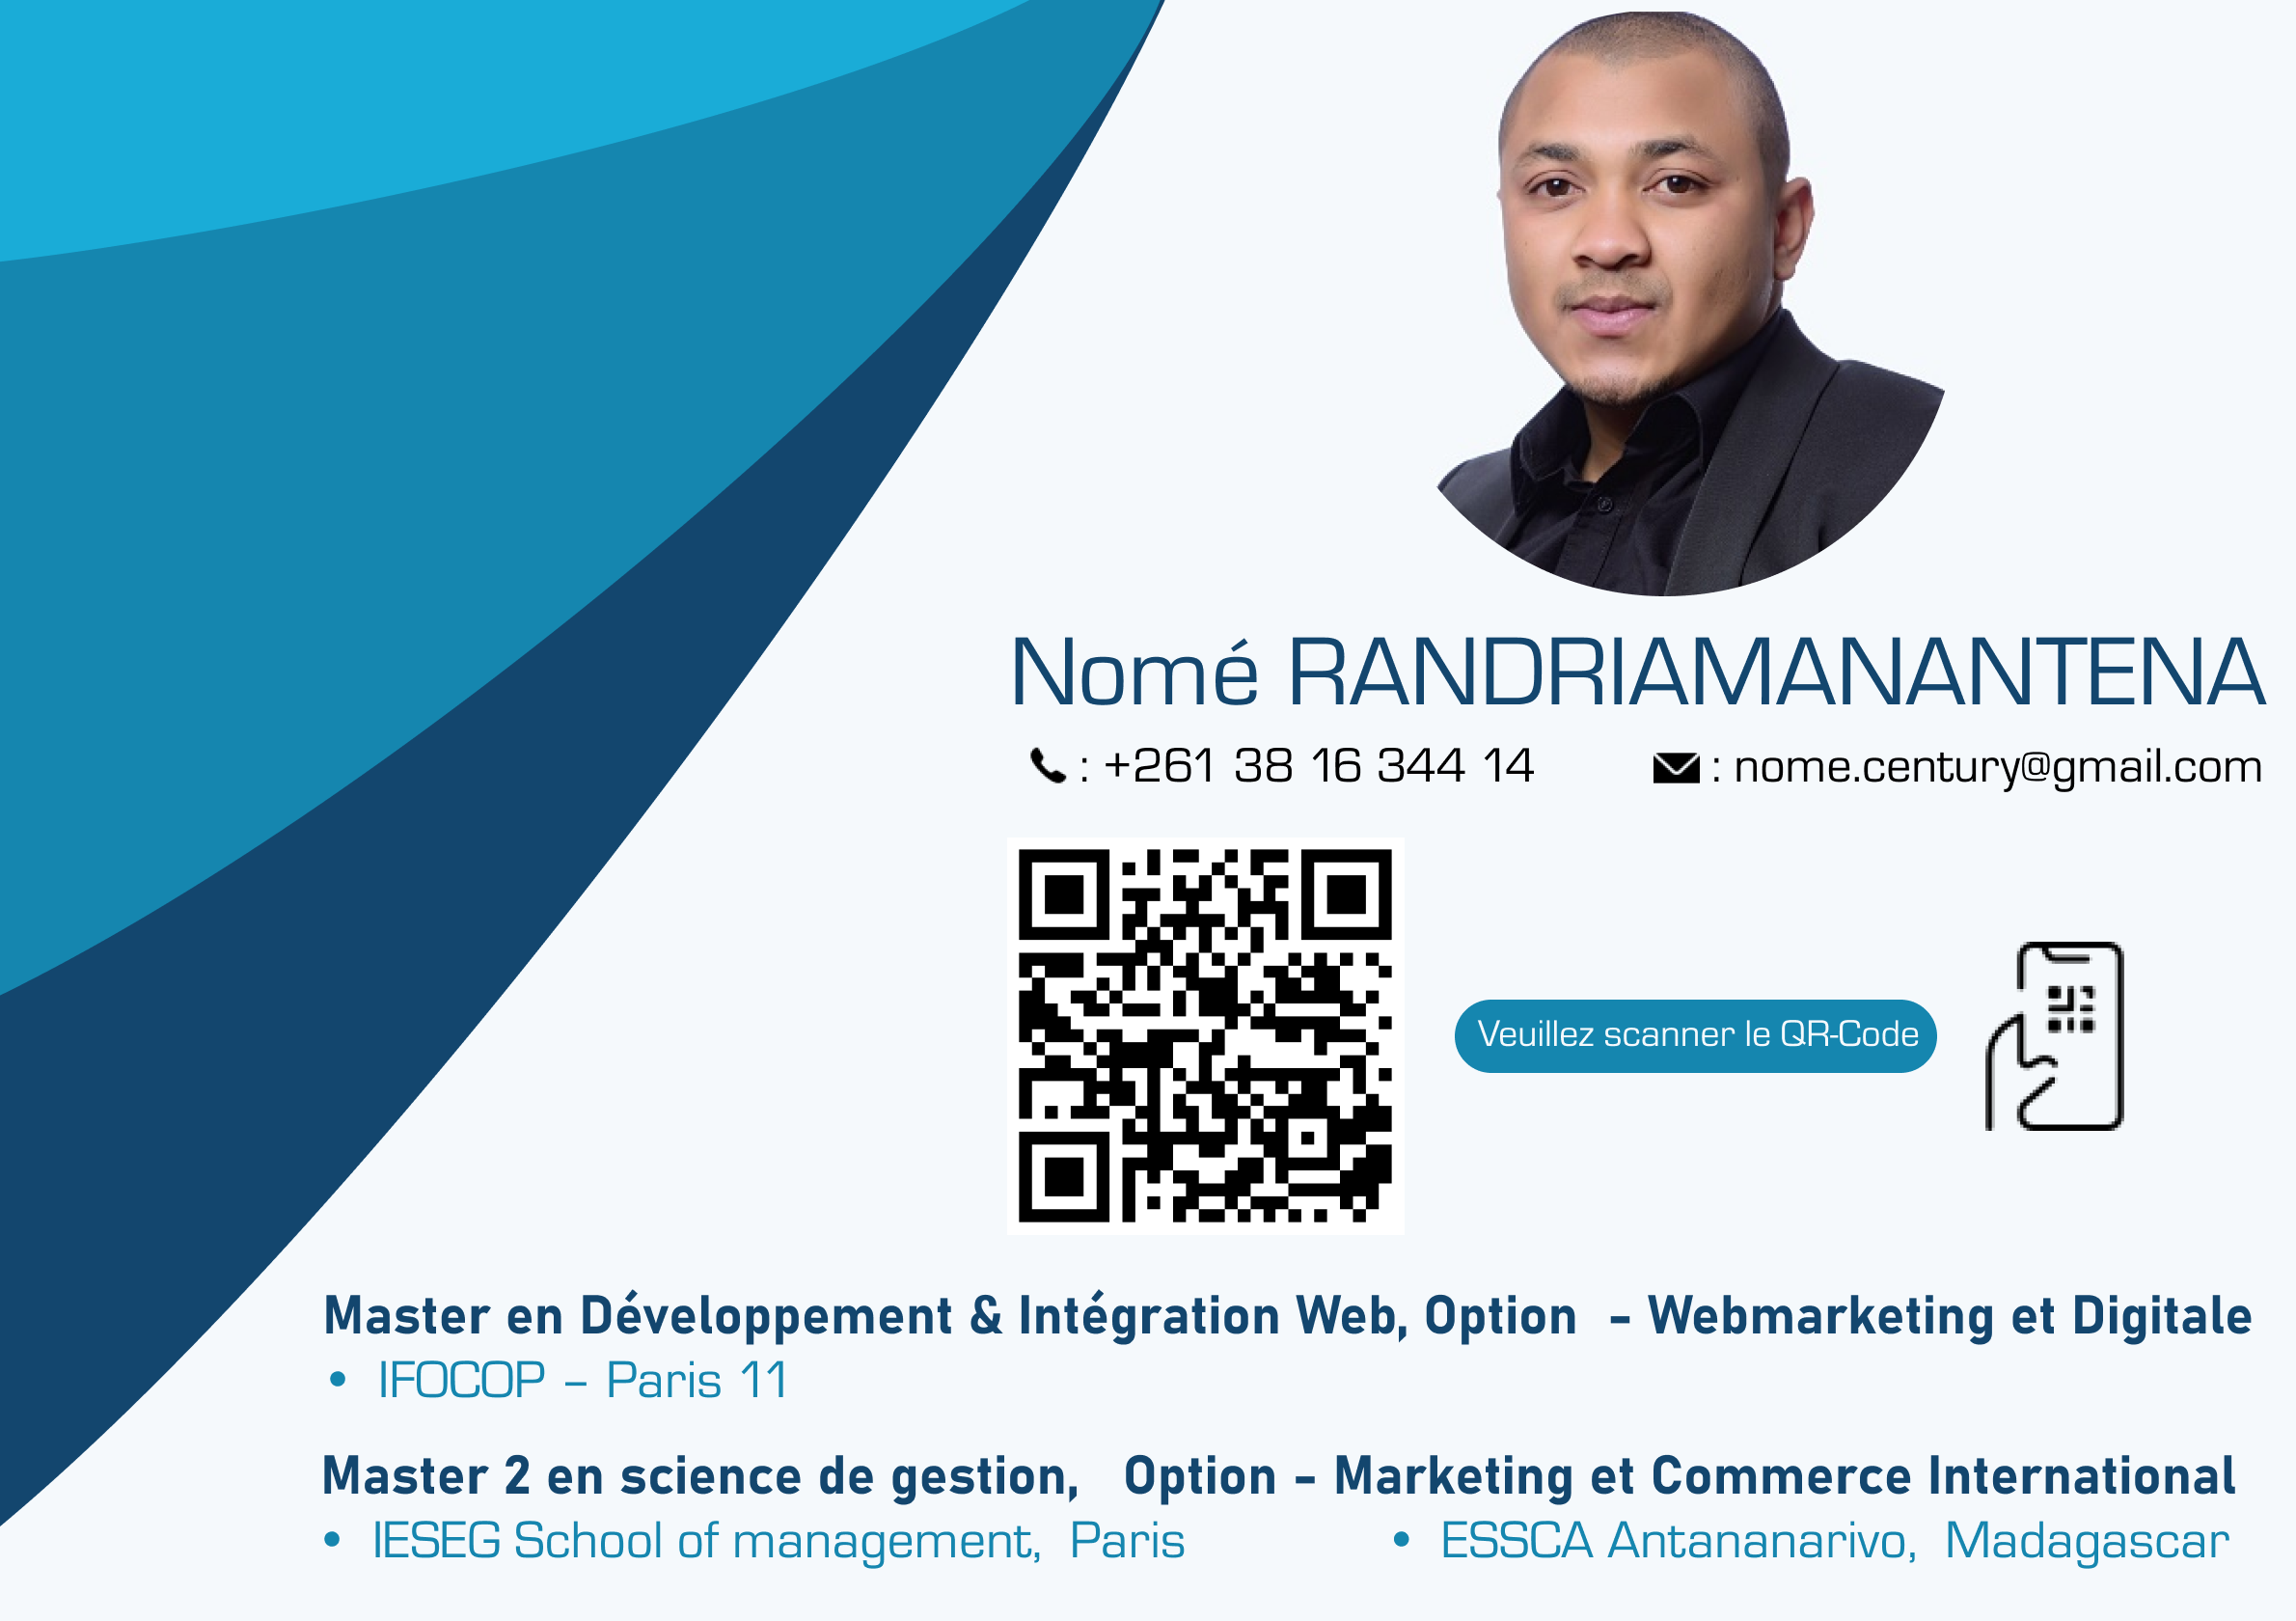 Nomé RANDRIAMANANTENA
: +261 38 16 344 14 : nome.century@gmail.com
Veuillez scanner le QR-Code
Master en Développement & Intégration Web, Option - Webmarketing et Digitale
• IFOCOP – Paris 11
Master 2 en science de gestion, Option - Marketing et Commerce International
• IESEG School of management, Paris • ESSCA Antananarivo, Madagascar